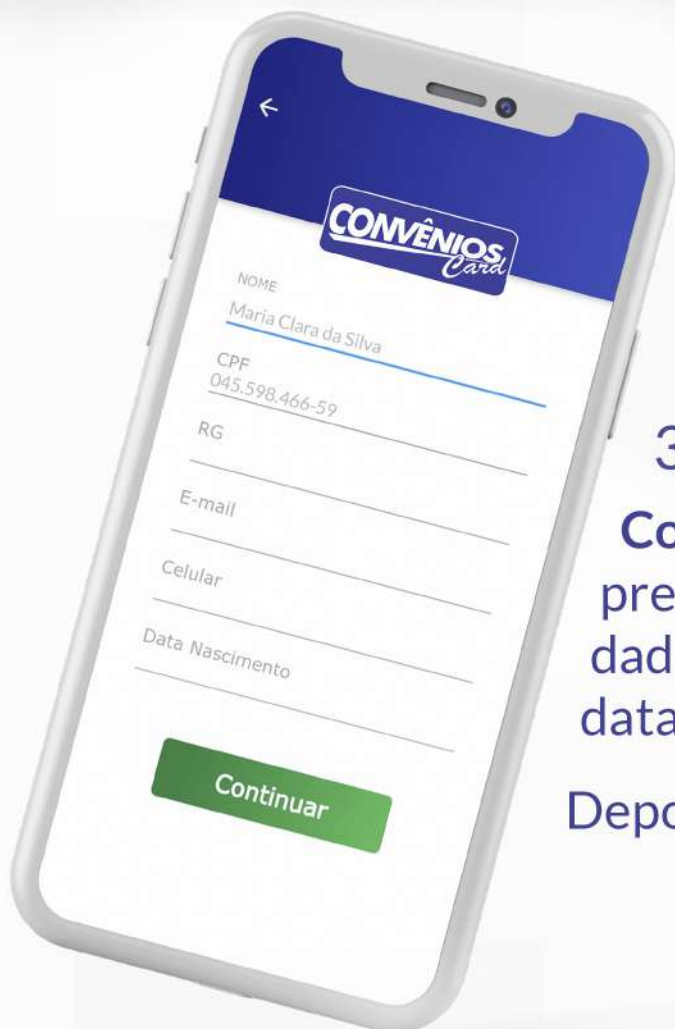 CONVÊNIOS
Card
NOME
Maria Clara da Silva
CPF
045.598.466-59
RG
E-mail
Celular
Data Nascimento
Continuar
3
Co
pre
dad
data
Depo